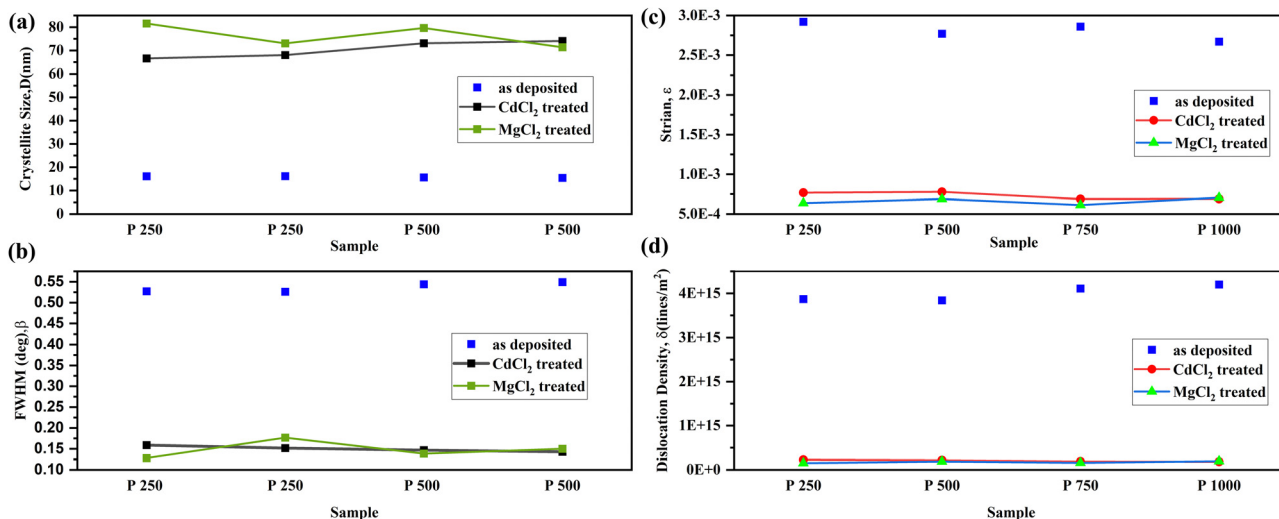 (a)
80
70
60
50
40
30
20
10
0
Crystellite Size,D(nm)
as deposited
CdCl₂ treated
MgCl₂ treated
P 250
P 250
P 500
P 500
Sample
(b)
0.55
0.50
0.45
0.40
0.35
0.30
0.25
0.20
0.15
0.10
FWHM (deg),β
as deposited
CdCl₂ treated
MgCl₂ treated
P 250
P 250
P 500
P 500
Sample
(c)
3.0E-3
2.5E-3
2.0E-3
1.5E-3
1.0E-3
5.0E-4
Strian, ε
as deposited
CdCl₂ treated
MgCl₂ treated
P 250
P 500
P 750
P 1000
Sample
(d)
4E+15
3E+15
2E+15
1E+15
0E+0
Dislocation Density, δ(lines/m²)
as deposited
CdCl₂ treated
MgCl₂ treated
P 250
P 500
P 750
P 1000
Sample